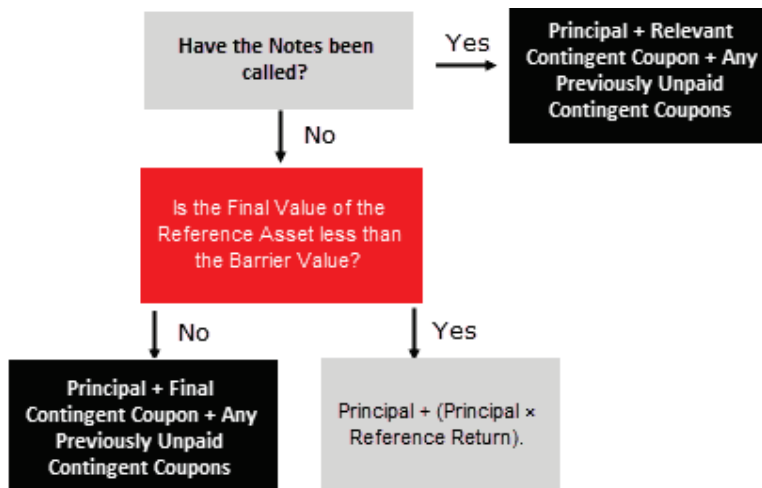 Have the Notes been
called?
Yes
Principal + Relevant
Contingent Coupon + Any
Previously Unpaid
Contingent Coupons
No
Is the Final Value of the
Reference Asset less than
the Barrier Value?
No
Yes
Principal + Final
Contingent Coupon + Any
Previously Unpaid
Contingent Coupons
Principal + (Principal ×
Reference Return).